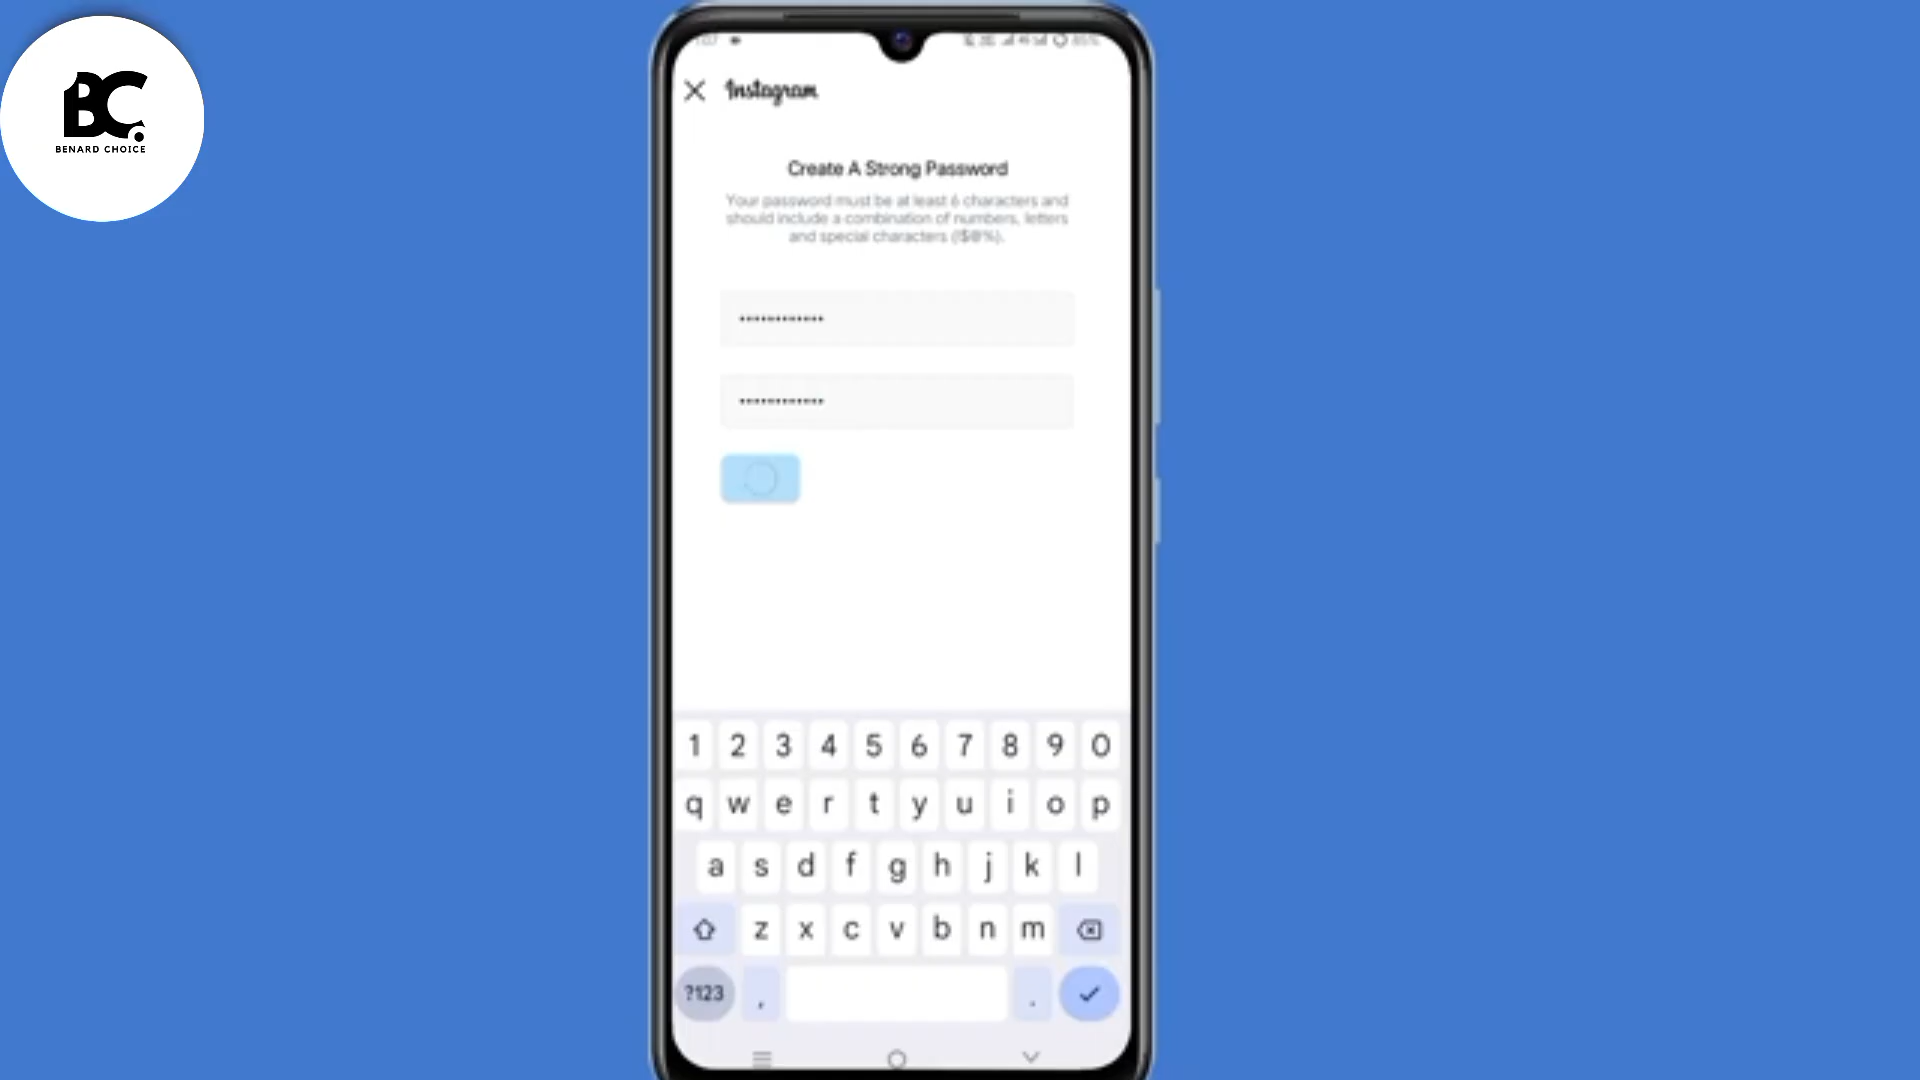 BC.
BENARD CHOICE
Instagram
Create A Strong Password
Your password must be at least 6 characters and
should include a combination of numbers, letters
and special characters (!$@%).
••••••••••••
••••••••••••
1 2 3 4 5 6 7 8 9 0
q w e r t y u i o p
a s d f g h j k l
z x c v b n m
?123 , .